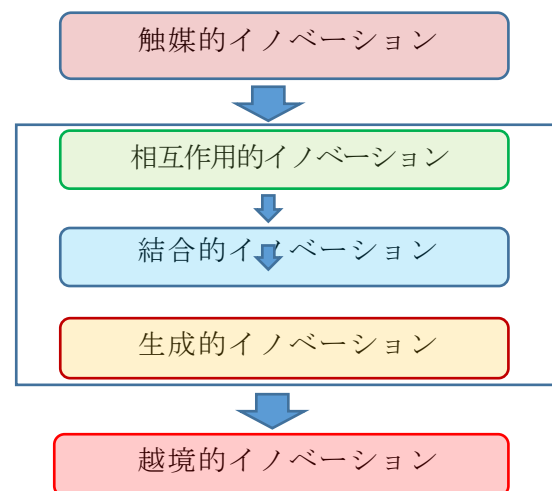 触媒的イノベーション
相互作用的イノベーション
結合的イノベーション
生成的イノベーション
越境的イノベーション